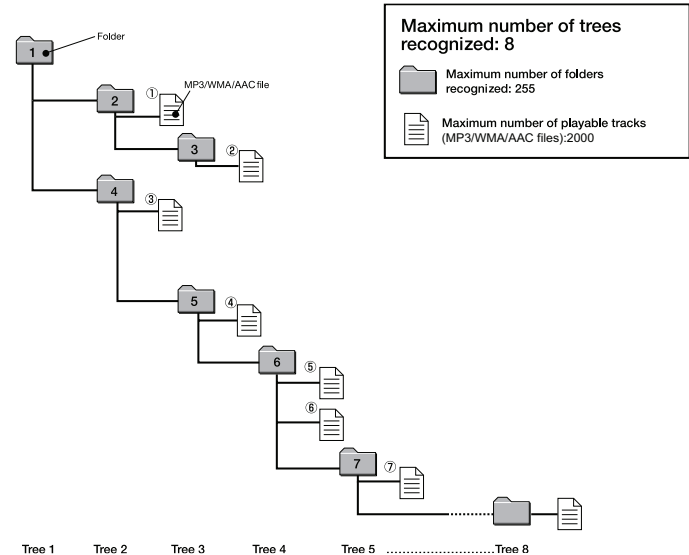 Maximum number of trees
recognized: 8
Maximum number of folders
recognized: 255
Maximum number of playable tracks
(MP3/WMA/AAC files):2000
1
Folder
2
①
MP3/WMA/AAC file
3
②
4
③
5
④
6
⑤
⑥
7
⑦
Tree 1 Tree 2 Tree 3 Tree 4 Tree 5 ...........................Tree 8